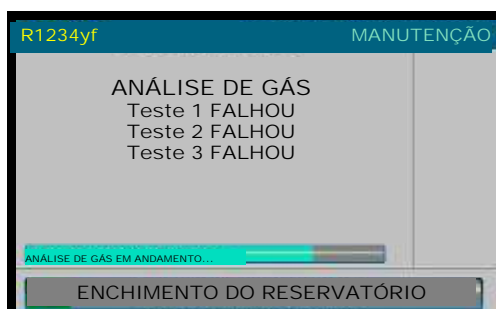 R1234yf MANUTENÇÃO
ANÁLISE DE GÁS
Teste 1 FALHOU
Teste 2 FALHOU
Teste 3 FALHOU
ANÁLISE DE GÁS EM ANDAMENTO...
ENCHIMENTO DO RESERVATÓRIO